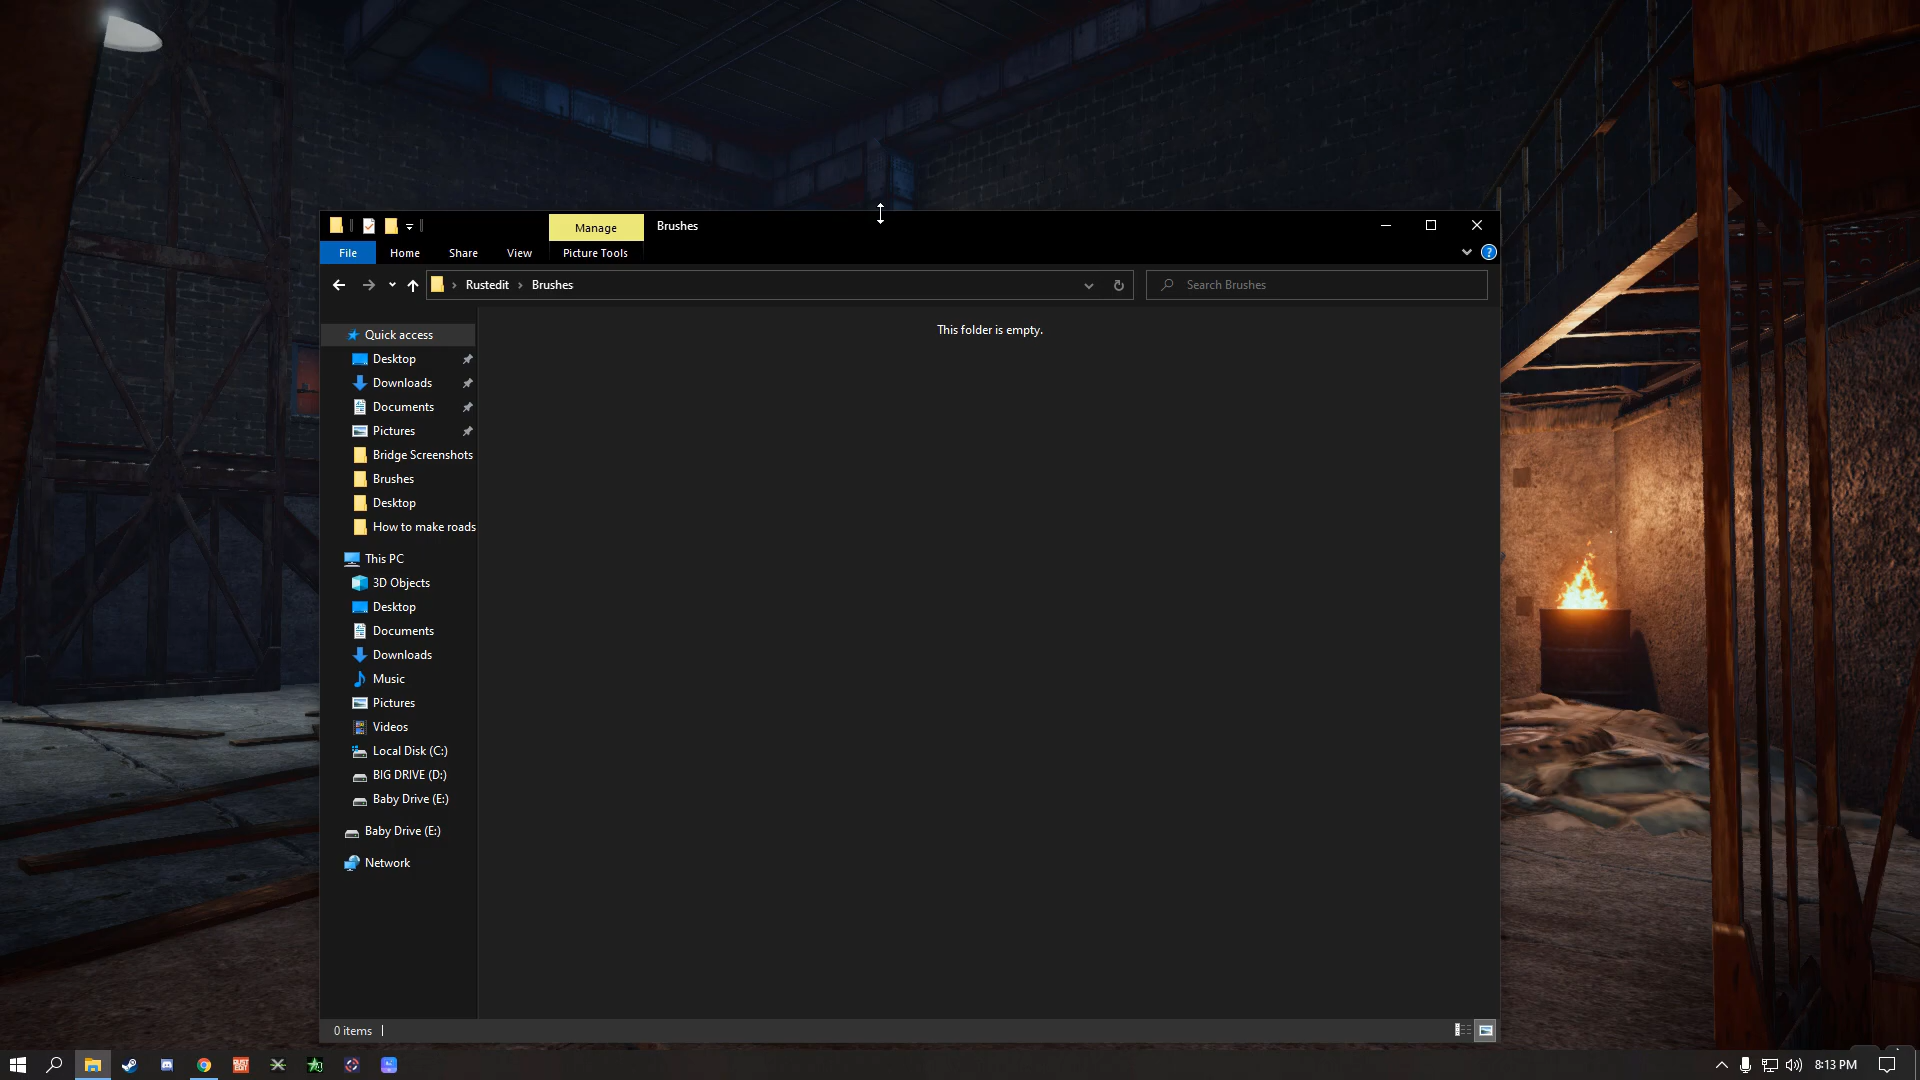 Manage
Brushes
File
Home
Share
View
Picture Tools
?
Rustedit
Brushes
Search Brushes
This folder is empty.
Quick access
Desktop
Downloads
Documents
Pictures
Bridge Screenshots
Brushes
Desktop
How to make roads
This PC
3D Objects
Desktop
Documents
Downloads
Music
Pictures
Videos
Local Disk (C:)
BIG DRIVE (D:)
Baby Drive (E:)
Baby Drive (E:)
Network
0 items
RUST
EDIT
8:13 PM